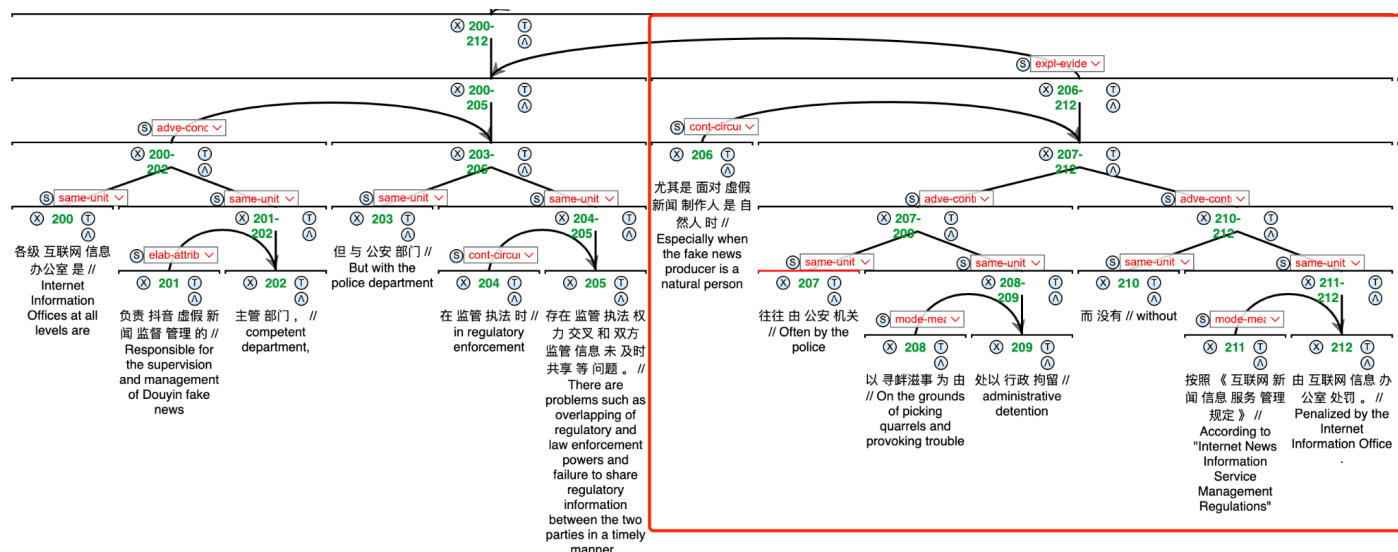 Ⓧ 200-212 Ⓣ Ⓛ
Ⓢ expl-evide
Ⓧ 200-205 Ⓣ Ⓛ
Ⓧ 206-212 Ⓣ Ⓛ
Ⓢ adve-conc
Ⓢ cont-circu
Ⓧ 200-202 Ⓣ Ⓛ
Ⓧ 203-205 Ⓣ Ⓛ
Ⓧ 206 Ⓣ Ⓛ
尤其是 面对 虚假
新闻 制作人 是 自
然人 时 //
Especially when
the fake news
producer is a
natural person
Ⓧ 207-212 Ⓣ Ⓛ
Ⓢ same-unit
Ⓢ same-unit
Ⓢ same-unit
Ⓢ same-unit
Ⓢ adve-conti
Ⓢ adve-conti
Ⓧ 200 Ⓣ Ⓛ
各级 互联网 信息
办公室 是 //
Internet
Information
Offices at all
levels are
Ⓧ 201-202 Ⓣ Ⓛ
Ⓧ 203 Ⓣ Ⓛ
但 与 公安 部门 //
But with the
police department
Ⓧ 204-205 Ⓣ Ⓛ
Ⓧ 207-209 Ⓣ Ⓛ
Ⓧ 210-212 Ⓣ Ⓛ
Ⓢ elab-attrib
Ⓢ cont-circu
Ⓢ same-unit
Ⓢ same-unit
Ⓢ same-unit
Ⓢ same-unit
Ⓧ 201 Ⓣ Ⓛ
负责 抖音 虚假 新
闻 监督 管理 的 //
Responsible for
the supervision
and management
of Douyin fake
news
Ⓧ 202 Ⓣ Ⓛ
主管 部门 ， //
competent
department,
Ⓧ 204 Ⓣ Ⓛ
在 监管 执法 时 //
in regulatory
enforcement
Ⓧ 205 Ⓣ Ⓛ
存在 监管 执法 权
力 交叉 和 双方
监管 信息 未 及时
共享 等 问题 。 //
There are
problems such as
overlapping of
regulatory and
law enforcement
powers and
failure to share
regulatory
information
between the two
parties in a timely
manner
Ⓧ 207 Ⓣ Ⓛ
往往 由 公安 机关
// Often by the
police
Ⓧ 208-209 Ⓣ Ⓛ
Ⓧ 210 Ⓣ Ⓛ
而 没有 // without
Ⓧ 211-212 Ⓣ Ⓛ
Ⓢ mode-mea
Ⓢ mode-mea
Ⓧ 208 Ⓣ Ⓛ
以 寻衅滋事 为 由
// On the grounds
of picking
quarrels and
provoking trouble
Ⓧ 209 Ⓣ Ⓛ
处以 行政 拘留 //
administrative
detention
Ⓧ 211 Ⓣ Ⓛ
按照 《 互联网 新
闻 信息 服务 管理
规定 》 //
According to
"Internet News
Information
Service
Management
Regulations"
Ⓧ 212 Ⓣ Ⓛ
由 互联网 信息 办
公室 处罚 。 //
Penalized by the
Internet
Information Office
.